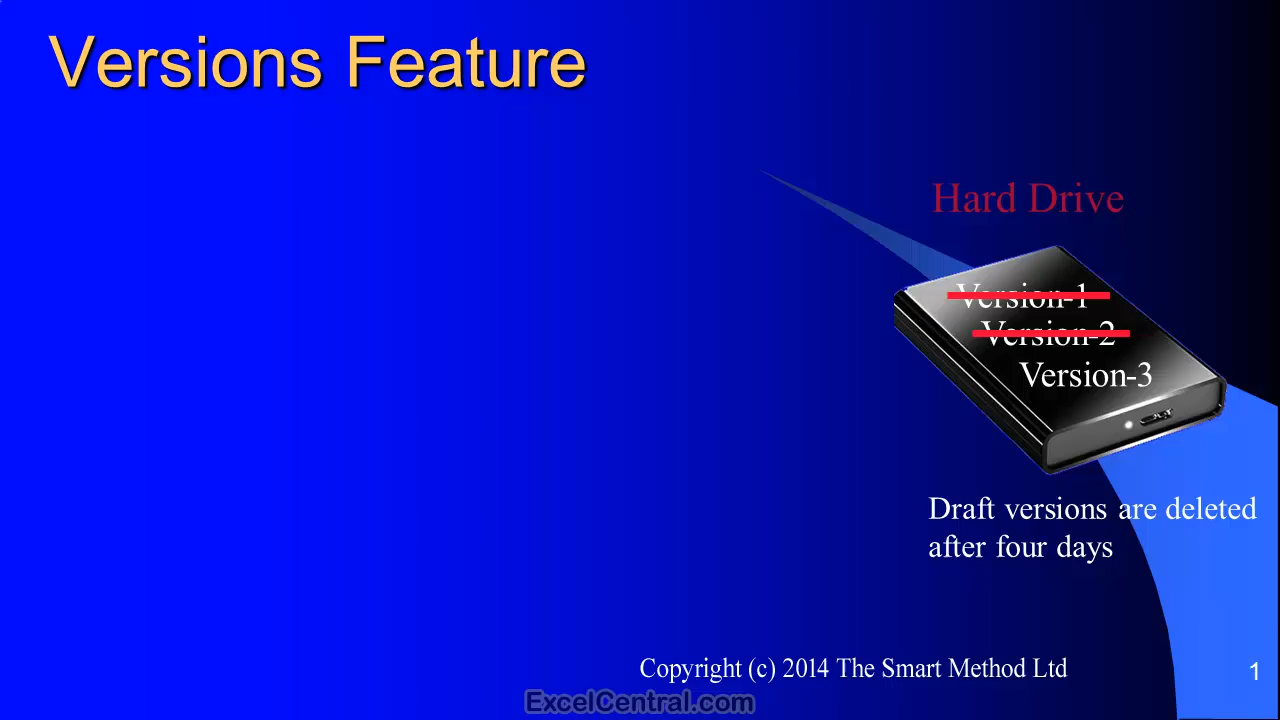 Versions Feature
Hard Drive
Version-1
Version-2
Version-3
Draft versions are deleted
after four days
Copyright (c) 2014 The Smart Method Ltd
1
ExcelCentral.com